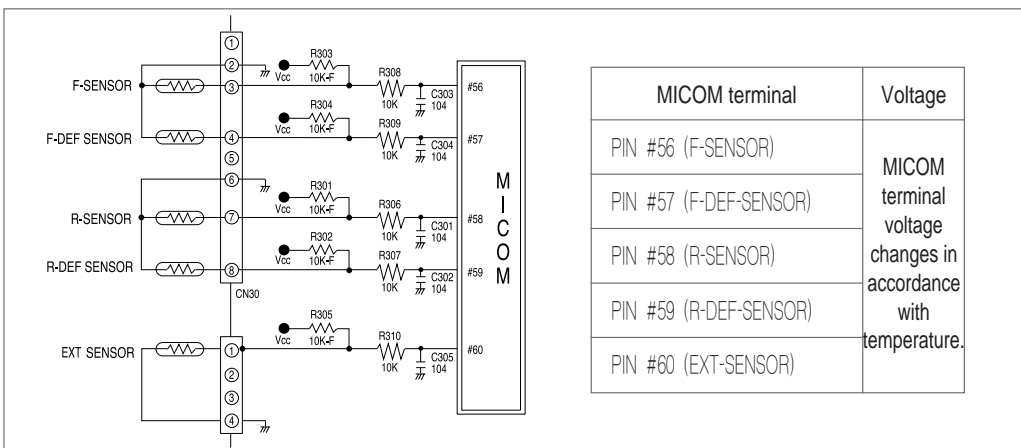 ①
②
F-SENSOR
③
Vcc
R303
10K-F
R308
10K
C303
104
#56
F-DEF SENSOR
④
Vcc
R304
10K-F
R309
10K
C304
104
#57
⑤
⑥
R-SENSOR
⑦
Vcc
R301
10K-F
R306
10K
C301
104
#58
R-DEF SENSOR
⑧
Vcc
R302
10K-F
R307
10K
C302
104
#59
CN30
EXT SENSOR
①
Vcc
R305
10K-F
R310
10K
C305
104
#60
②
③
④
M
I
C
O
M
MICOM terminal Voltage
PIN #56 (F-SENSOR)
PIN #57 (F-DEF-SENSOR)
PIN #58 (R-SENSOR)
PIN #59 (R-DEF-SENSOR)
PIN #60 (EXT-SENSOR)
MICOM
terminal
voltage
changes in
accordance
with
temperature.